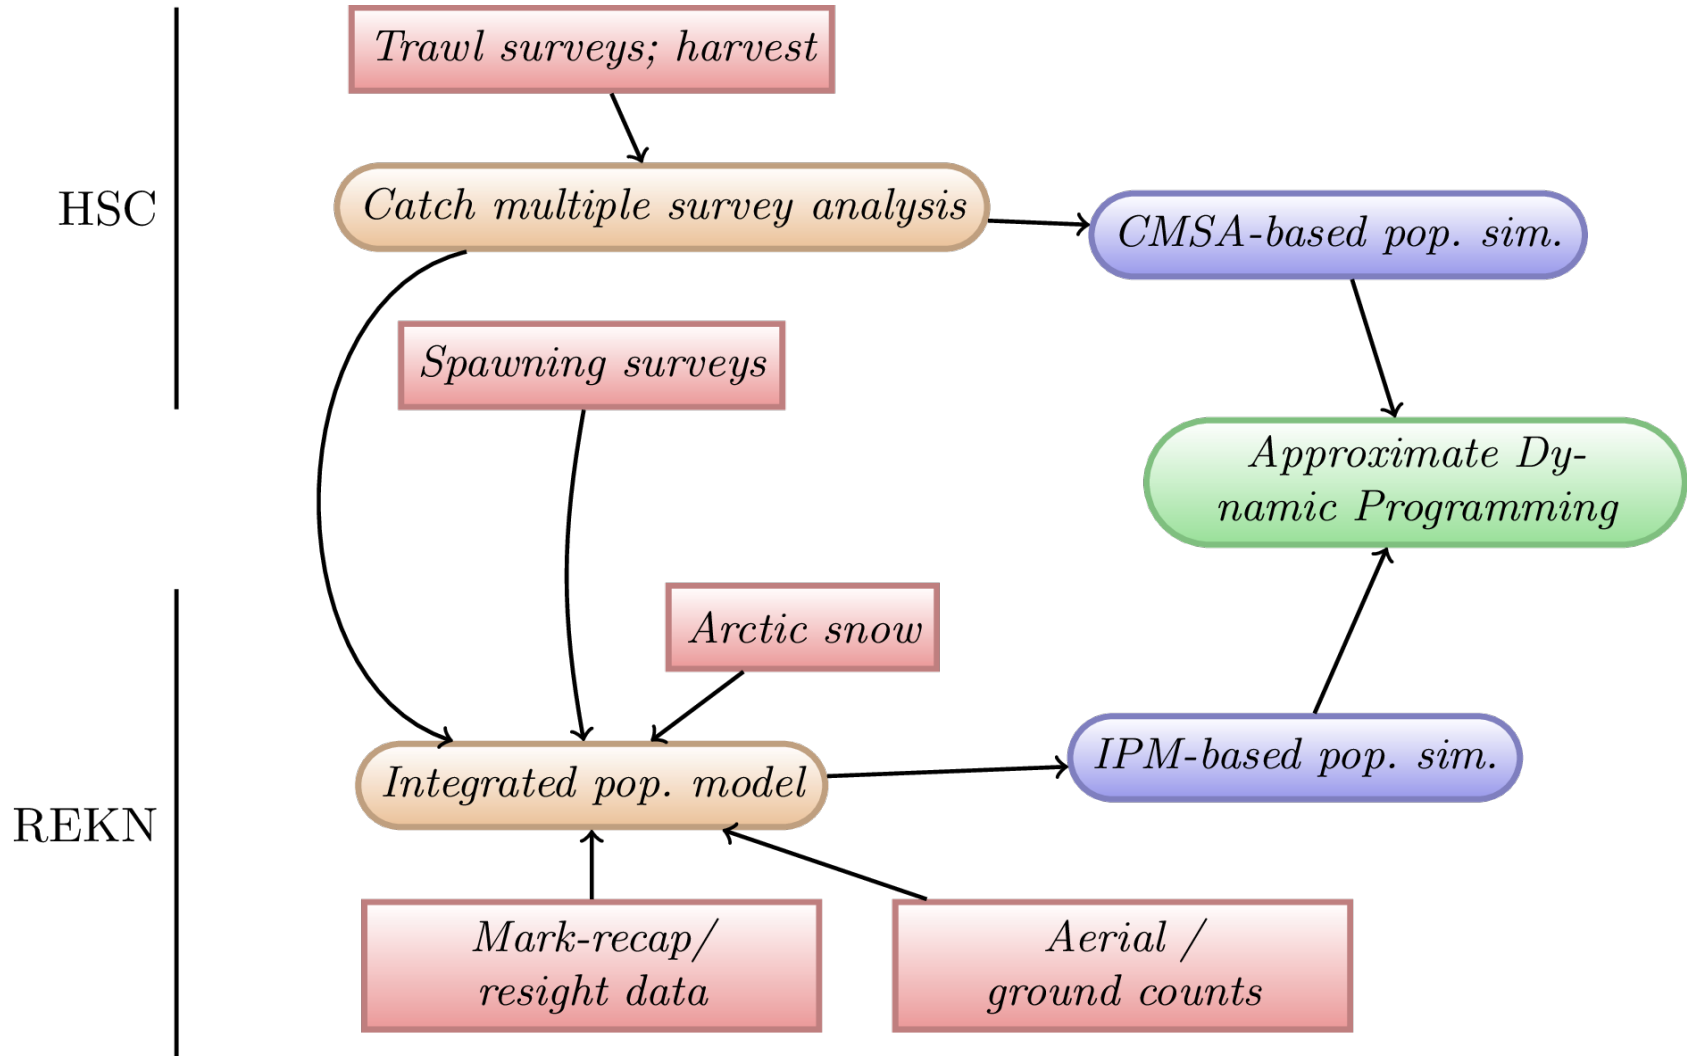 Trawl surveys; harvest
HSC
Catch multiple survey analysis
CMSA-based pop. sim.
Spawning surveys
Approximate Dy-
namic Programming
Arctic snow
REKN
Integrated pop. model
IPM-based pop. sim.
Mark-recap/
resight data
Aerial /
ground counts